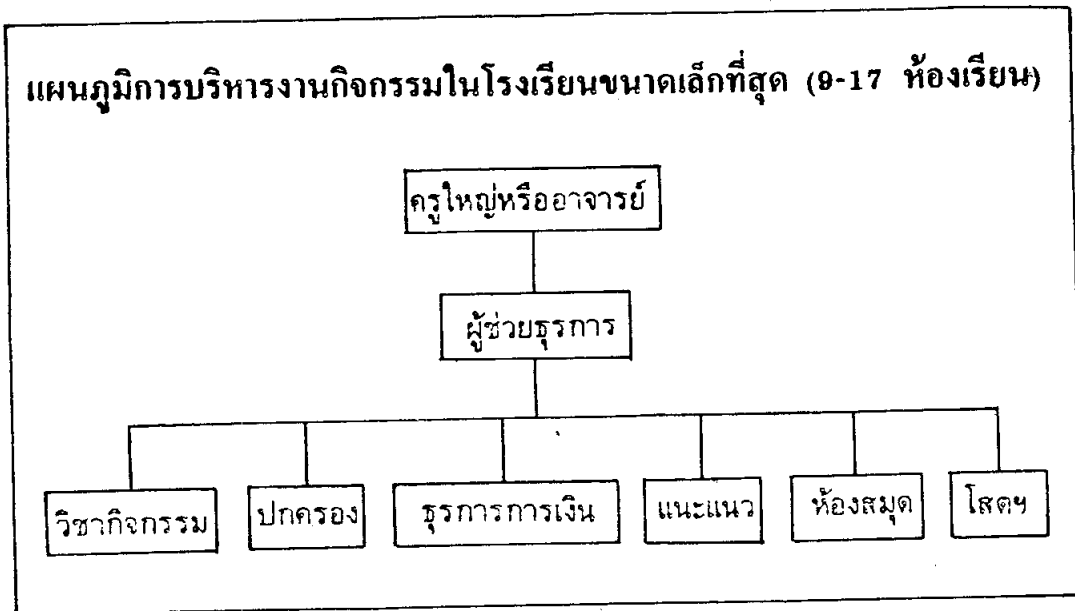 แผนภูมิการบริหารงานกิจกรรมในโรงเรียนขนาดเล็กที่สุด (9-17 ห้องเรียน)
ครูใหญ่หรืออาจารย์
ผู้ช่วยธุรการ
วิชากิจกรรม ปกครอง ธุรการการเงิน แนะแนว ห้องสมุด โสตฯ